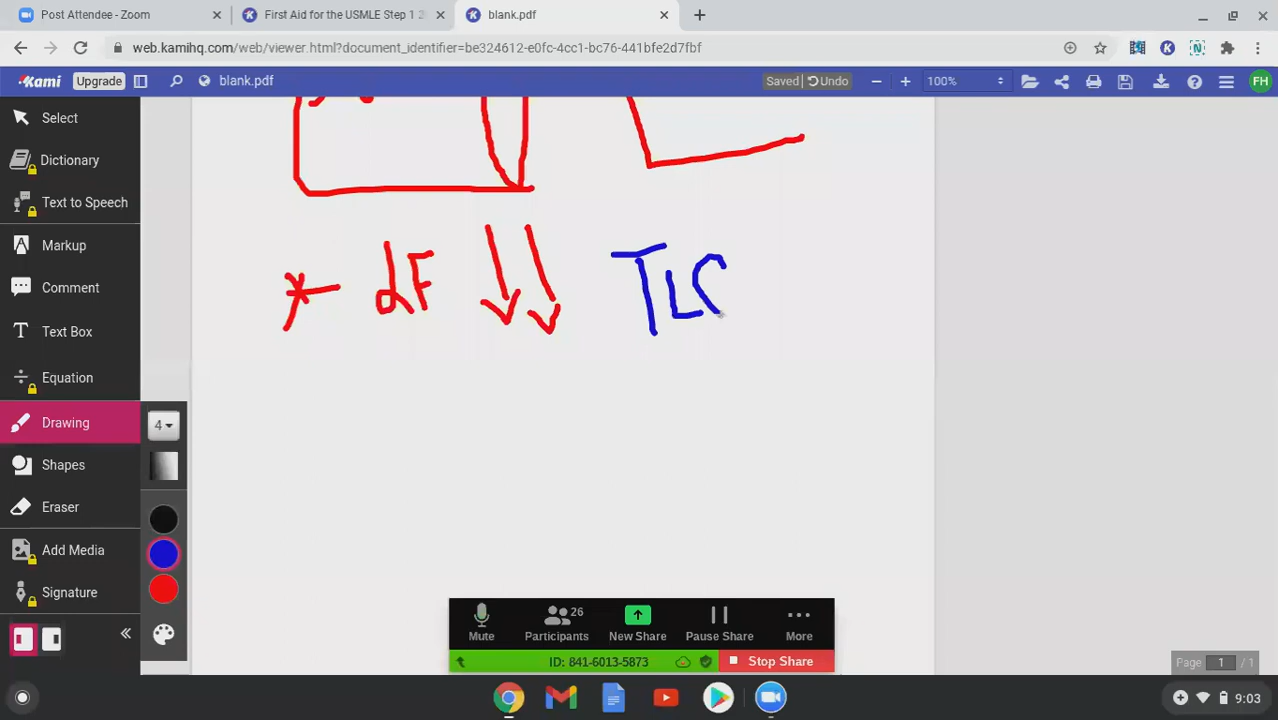 Post Attendee - Zoom
First Aid for the USMLE Step 1 2
blank.pdf
web.kamihq.com/web/viewer.html?document_identifier=be324612-e0fc-4cc1-bc76-441bfe2d7fbf
Kami Upgrade blank.pdf Saved Undo 100% FH
Select
Dictionary
Text to Speech
Markup
Comment
Text Box
Equation
Drawing
4
Shapes
Eraser
Add Media
Signature
* dF TLC
26
Mute Participants New Share Pause Share More
ID: 841-6013-5873 Stop Share
Page 1 / 1
9:03